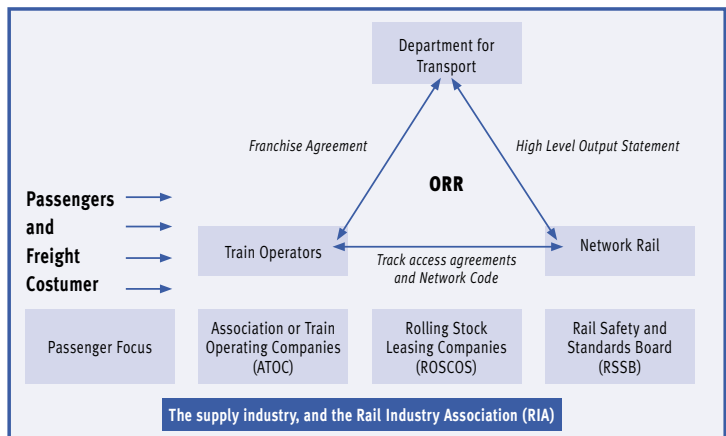 Department for
Transport
Franchise Agreement
High Level Output Statement
ORR
Passengers
and
Freight
Costumer
Train Operators
Track access agreements
and Network Code
Network Rail
Passenger Focus
Association or Train
Operating Companies
(ATOC)
Rolling Stock
Leasing Companies
(ROSCOS)
Rail Safety and
Standards Board
(RSSB)
The supply industry, and the Rail Industry Association (RIA)